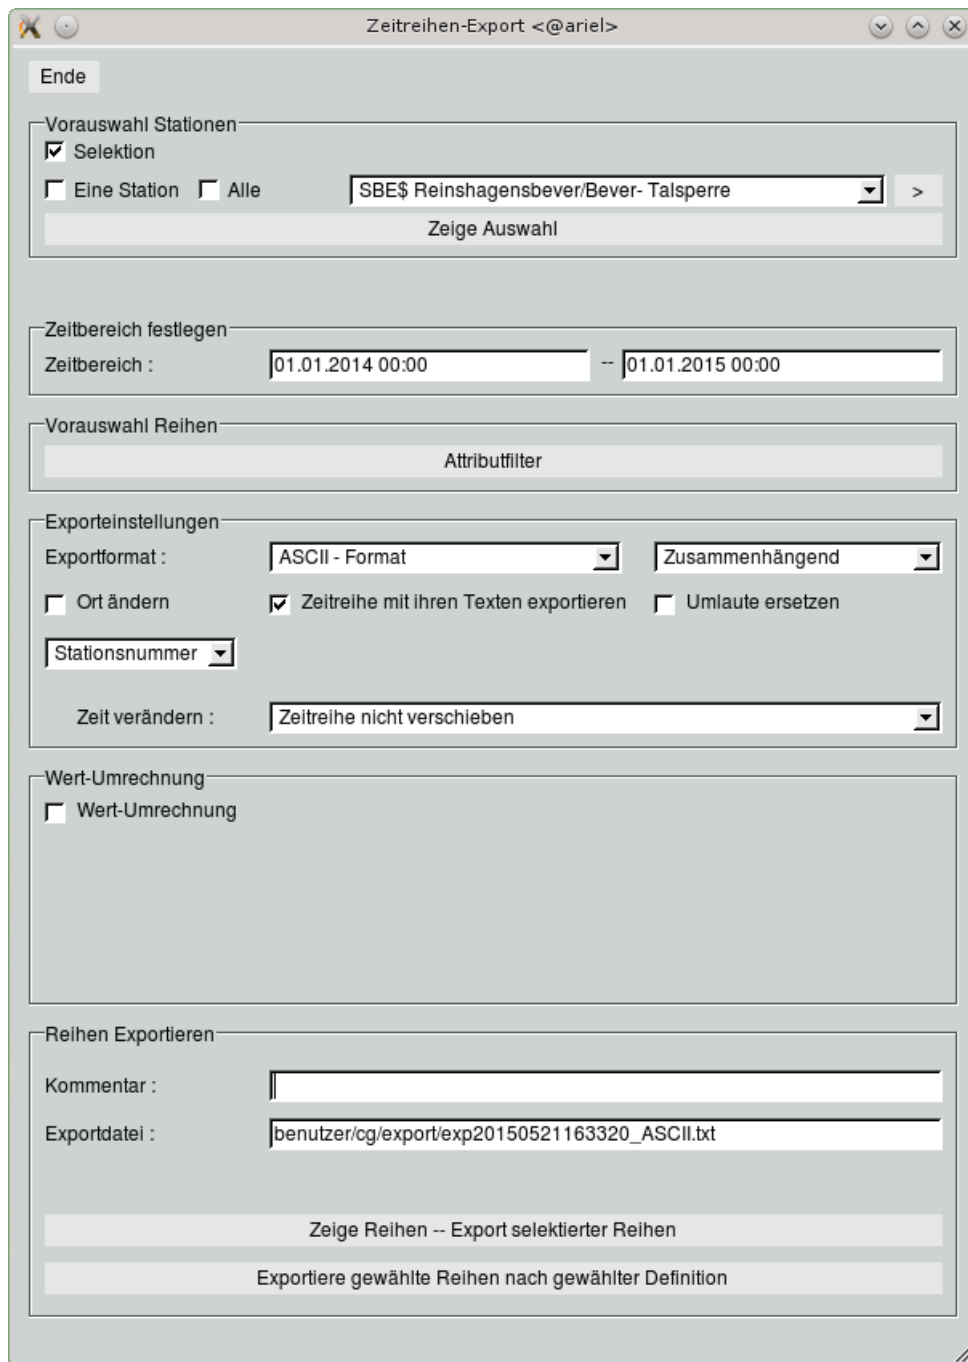 Zeitreihen-Export <@ariel>
Ende
Vorauswahl Stationen
Selektion
Eine Station Alle SBE$ Reinshagensbever/Bever- Talsperre >
Zeige Auswahl
Zeitbereich festlegen
Zeitbereich : 01.01.2014 00:00 -- 01.01.2015 00:00
Vorauswahl Reihen
Attributfilter
Exporteinstellungen
Exportformat : ASCII - Format Zusammenhängend
Ort ändern Zeitreihe mit ihren Texten exportieren Umlaute ersetzen
Stationsnummer
Zeit verändern : Zeitreihe nicht verschieben
Wert-Umrechnung
Wert-Umrechnung
Reihen Exportieren
Kommentar :
Exportdatei : benutzer/cg/export/exp20150521163320_ASCII.txt
Zeige Reihen -- Export selektierter Reihen
Exportiere gewählte Reihen nach gewählter Definition